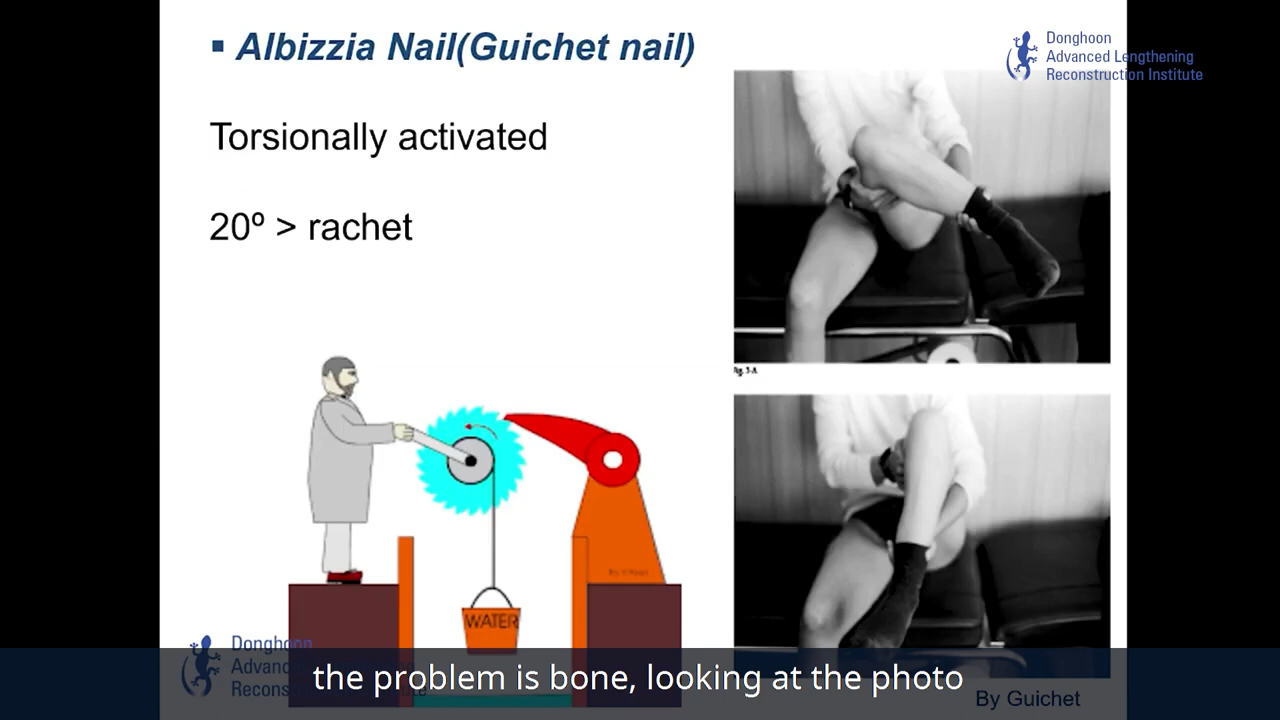 ▪ Albizzia Nail(Guichet nail)
Donghoon
Advanced Lengthening
Reconstruction Institute
Torsionally activated
20º > rachet
WATER
Donghoon
the problem is bone, looking at the photo
By Guichet